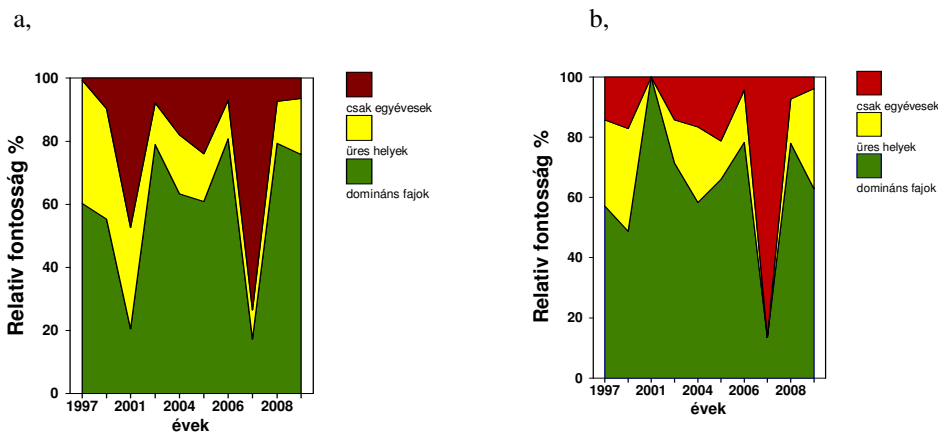 a,
100
80
60
40
20
0
Relatív fontosság %
1997 2001 2004 2006 2008
évek
csak egyévesek
üres helyek
domináns fajok
b,
100
80
60
40
20
0
Relatív fontosság %
1997 2001 2004 2006 2008
évek
csak egyévesek
üres helyek
domináns fajok